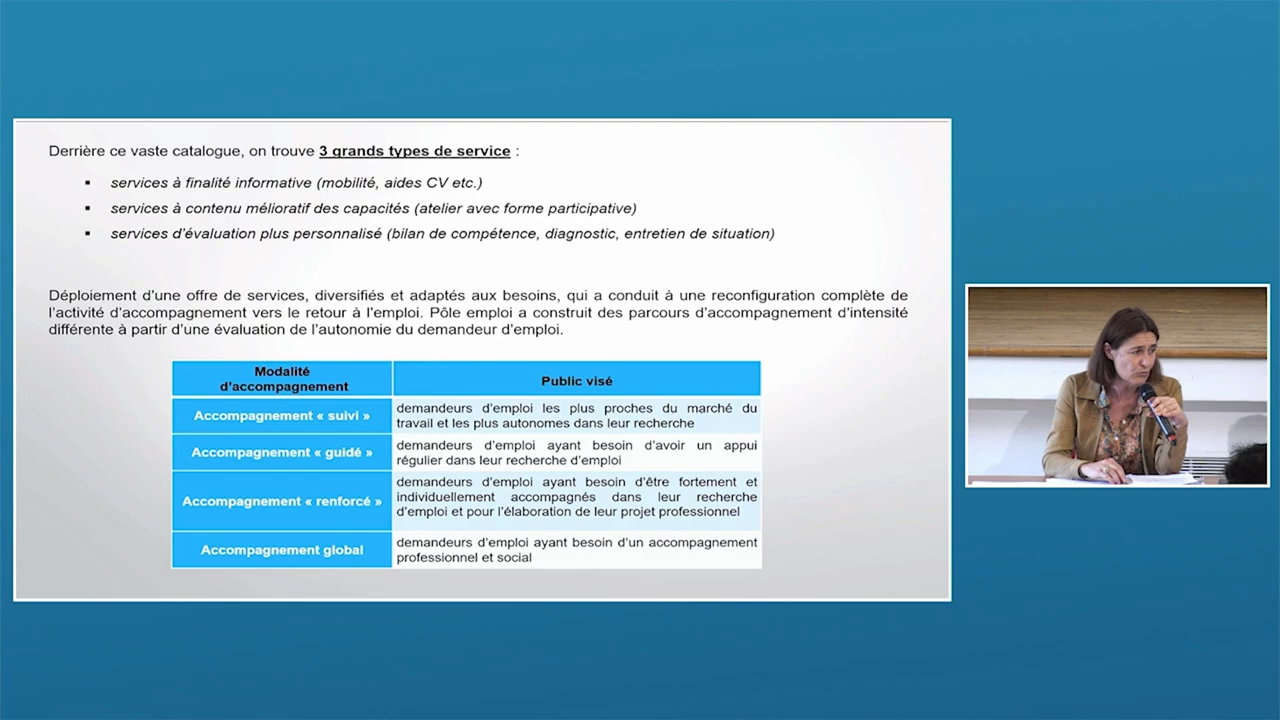 Derrière ce vaste catalogue, on trouve 3 grands types de service :
▪ services à finalité informative (mobilité, aides CV etc.)
▪ services à contenu mélioratif des capacités (atelier avec forme participative)
▪ services d'évaluation plus personnalisé (bilan de compétence, diagnostic, entretien de situation)
Déploiement d'une offre de services, diversifiés et adaptés aux besoins, qui a conduit à une reconfiguration complète de
l'activité d'accompagnement vers le retour à l'emploi. Pôle emploi a construit des parcours d'accompagnement d'intensité
différente à partir d'une évaluation de l'autonomie du demandeur d'emploi.
Modalité
d'accompagnement
Public visé
Accompagnement « suivi »
demandeurs d'emploi les plus proches du marché du
travail et les plus autonomes dans leur recherche
Accompagnement « guidé »
demandeurs d'emploi ayant besoin d'avoir un appui
régulier dans leur recherche d'emploi
Accompagnement « renforcé »
demandeurs d'emploi ayant besoin d'être fortement et
individuellement accompagnés dans leur recherche
d'emploi et pour l'élaboration de leur projet professionnel
Accompagnement global
demandeurs d'emploi ayant besoin d'un accompagnement
professionnel et social